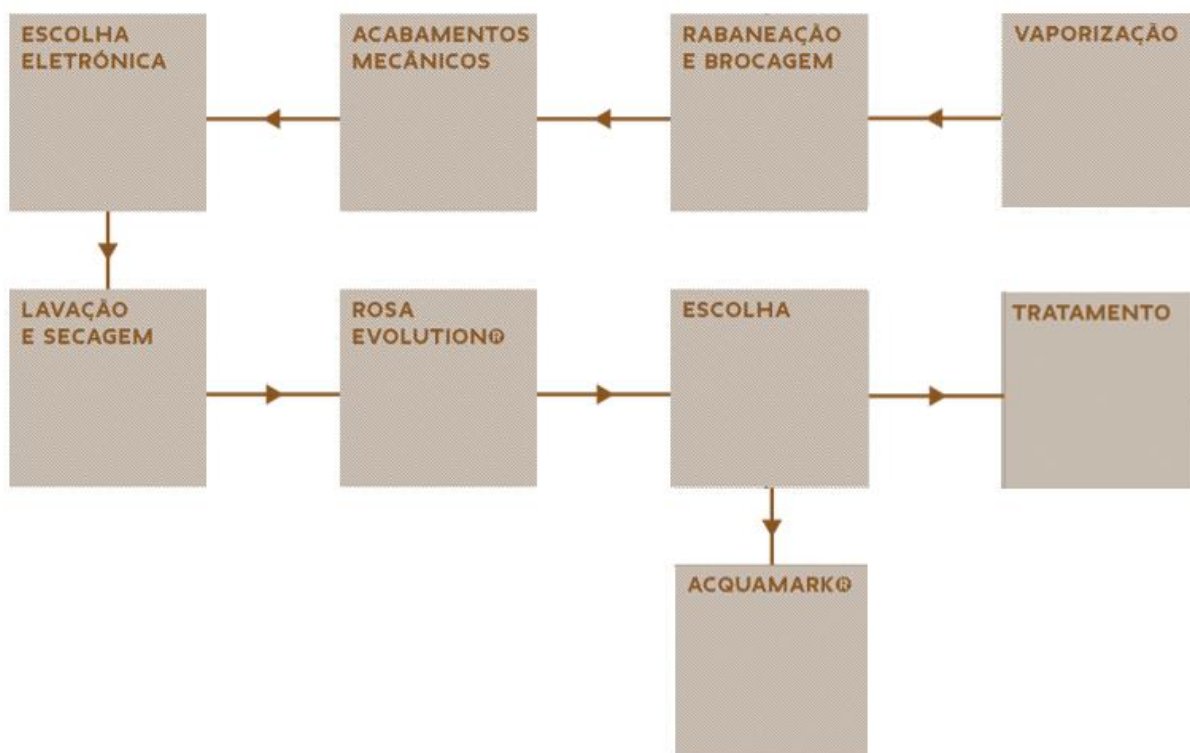 ESCOLHA
ELETRÓNICA
ACABAMENTOS
MECÂNICOS
RABANEAÇÃO
E BROCAGEM
VAPORIZAÇÃO
LAVAÇÃO
E SECAGEM
ROSA
EVOLUTION®
ESCOLHA
TRATAMENTO
ACQUAMARK®